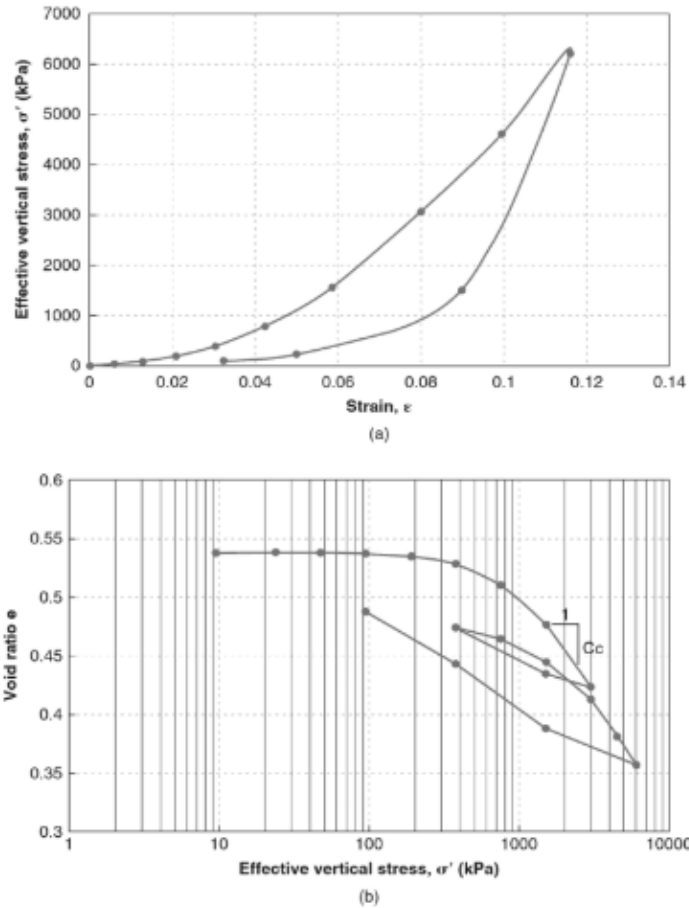 7000
6000
5000
4000
3000
2000
1000
0
Effective vertical stress, σ′ (kPa)
0 0.02 0.04 0.06 0.08 0.1 0.12 0.14
Strain, ε
(a)
0.6
0.55
0.5
0.45
0.4
0.35
0.3
Void ratio e
1
Cc
1 10 100 1000 10000
Effective vertical stress, σ′ (kPa)
(b)